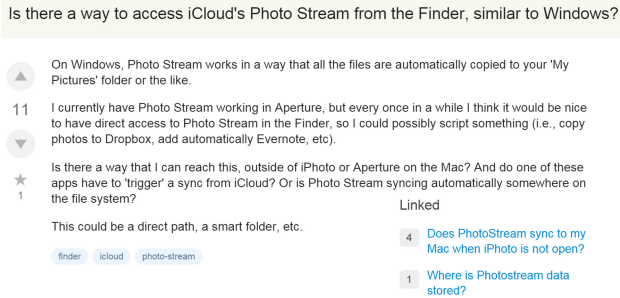 Is there a way to access iCloud's Photo Stream from the Finder, similar to Windows?
On Windows, Photo Stream works in a way that all the files are automatically copied to your 'My
Pictures' folder or the like.
11
I currently have Photo Stream working in Aperture, but every once in a while I think it would be nice
to have direct access to Photo Stream in the Finder, so I could possibly script something (i.e., copy
photos to Dropbox, add automatically Evernote, etc).
Is there a way that I can reach this, outside of iPhoto or Aperture on the Mac? And do one of these
apps have to 'trigger' a sync from iCloud? Or is Photo Stream syncing automatically somewhere on
1
the file system?
This could be a direct path, a smart folder, etc.
finder icloud photo-stream
Linked
4 Does PhotoStream sync to my
Mac when iPhoto is not open?
1 Where is Photostream data
stored?